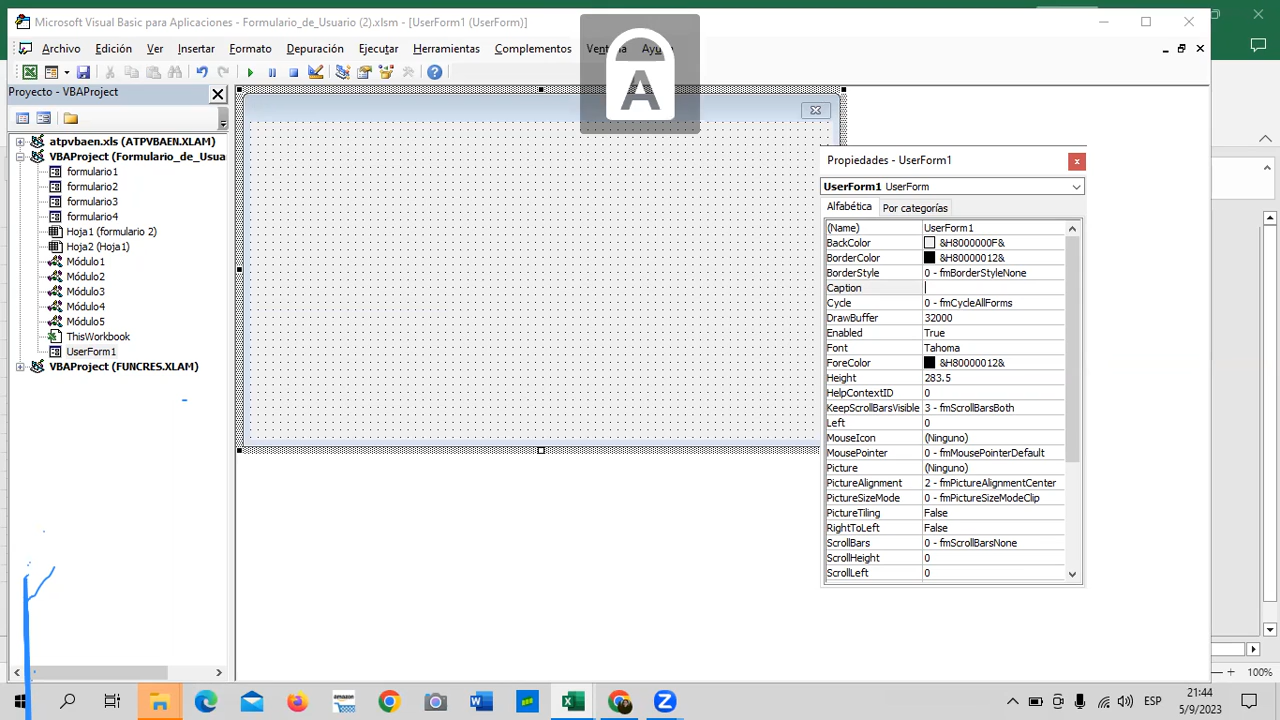 Microsoft Visual Basic para Aplicaciones - Formulario_de_Usuario (2).xlsm - [UserForm1 (UserForm)]
Archivo Edición Ver Insertar Formato Depuración Ejecutar Herramientas Complementos
A
Proyecto - VBAProject
atpvbaen.xls (ATPVBAEN.XLAM)
VBAProject (Formulario_de_Usua
formulario1
formulario2
formulario3
formulario4
Hoja1 (formulario 2)
Hoja2 (Hoja1)
Módulo1
Módulo2
Módulo3
Módulo4
Módulo5
ThisWorkbook
UserForm1
VBAProject (FUNCRES.XLAM)
Propiedades - UserForm1
UserForm1 UserForm
Alfabética Por categorías
(Name) UserForm1
BackColor &H8000000F&
BorderColor &H80000012&
BorderStyle 0 - fmBorderStyleNone
Caption
Cycle 0 - fmCycleAllForms
DrawBuffer 32000
Enabled True
Font Tahoma
ForeColor &H80000012&
Height 283.5
HelpContextID 0
KeepScrollBarsVisible 3 - fmScrollBarsBoth
Left 0
MouseIcon (Ninguno)
MousePointer 0 - fmMousePointerDefault
Picture (Ninguno)
PictureAlignment 2 - fmPictureAlignmentCenter
PictureSizeMode 0 - fmPictureSizeModeClip
PictureTiling False
RightToLeft False
ScrollBars 0 - fmScrollBarsNone
ScrollHeight 0
ScrollLeft 0
100%
amazon
ESP
21:44
5/9/2023